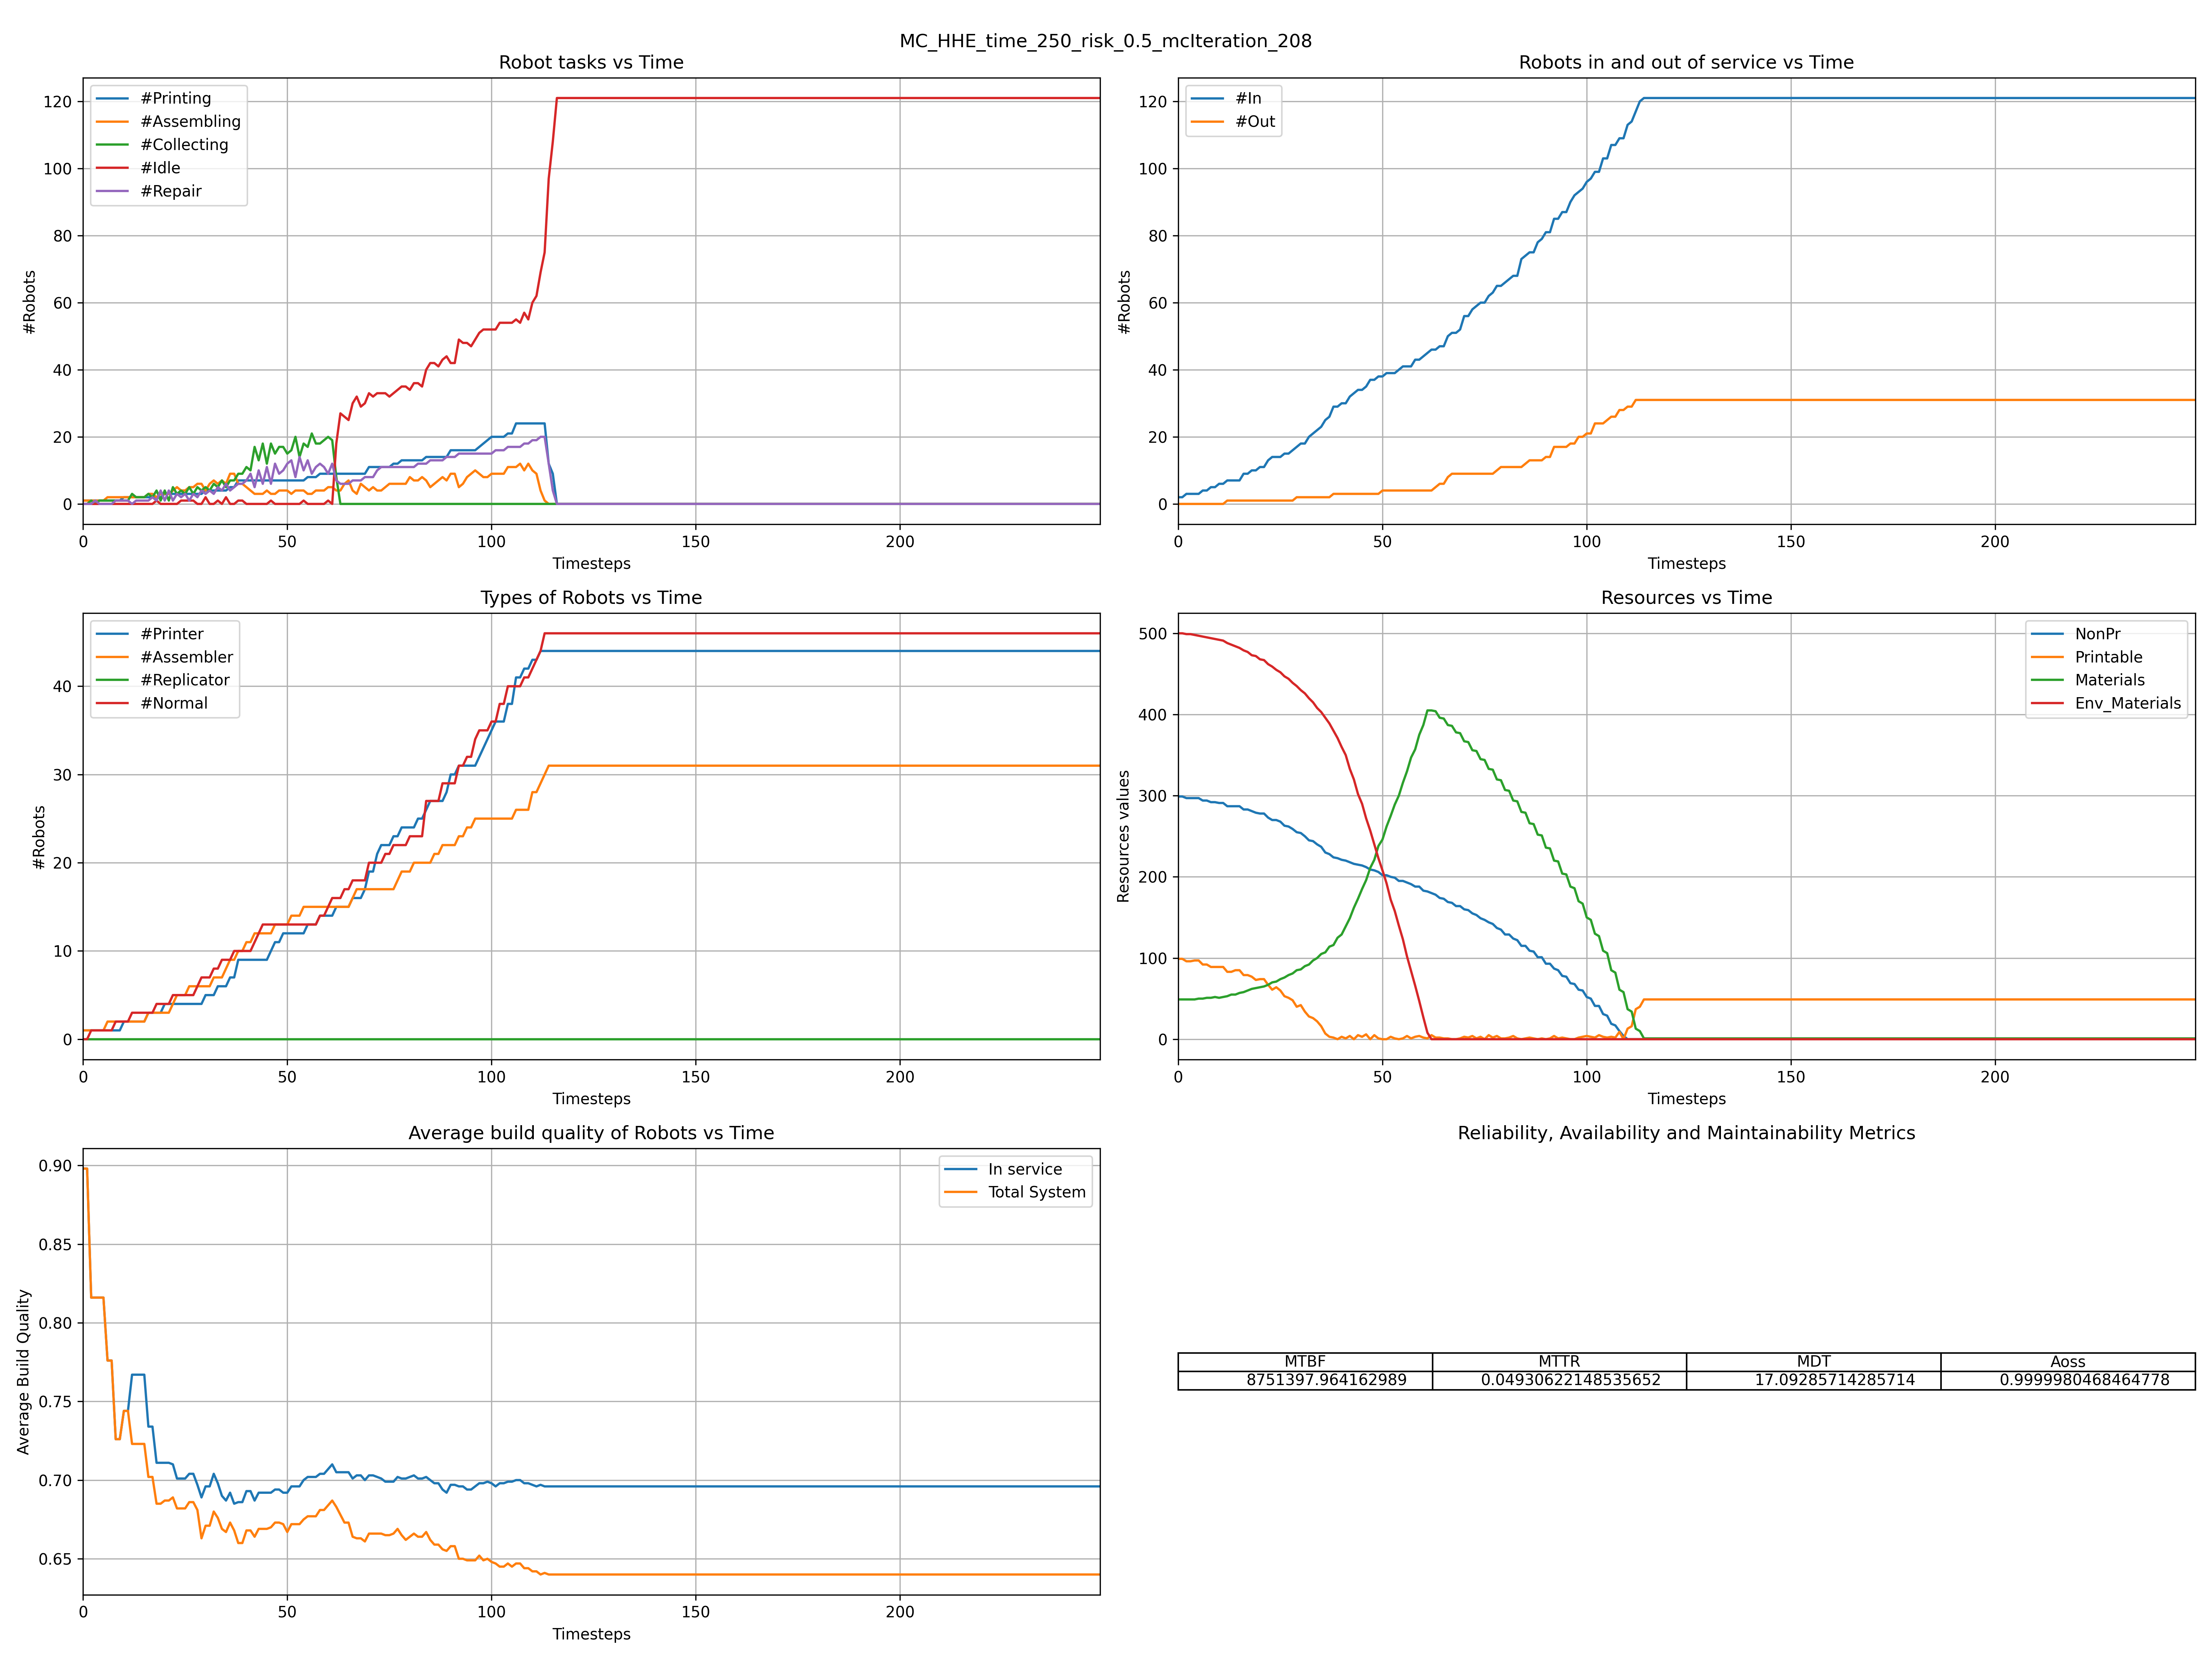 MC_HHE_time_250_risk_0.5_mcIteration_208
Robot tasks vs Time
#Printing
#Assembling
#Collecting
#Idle
#Repair
120
100
80
60
40
20
0
#Robots
0 50 100 150 200
Timesteps
Robots in and out of service vs Time
#In
#Out
120
100
80
60
40
20
0
#Robots
0 50 100 150 200
Timesteps
Types of Robots vs Time
#Printer
#Assembler
#Replicator
#Normal
40
30
20
10
0
#Robots
0 50 100 150 200
Timesteps
Resources vs Time
NonPr
Printable
Materials
Env_Materials
500
400
300
200
100
0
Resources values
0 50 100 150 200
Timesteps
Average build quality of Robots vs Time
In service
Total System
0.90
0.85
0.80
0.75
0.70
0.65
Average Build Quality
0 50 100 150 200
Timesteps
Reliability, Availability and Maintainability Metrics
MTBF MTTR MDT Aoss
8751397.964162989 0.04930622148535652 17.09285714285714 0.9999980468464778